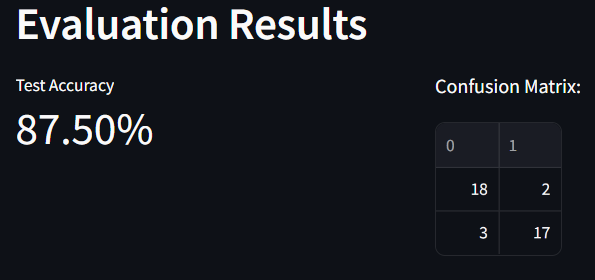 Evaluation Results
Test Accuracy
87.50%
Confusion Matrix:
0 1
18 2
3 17